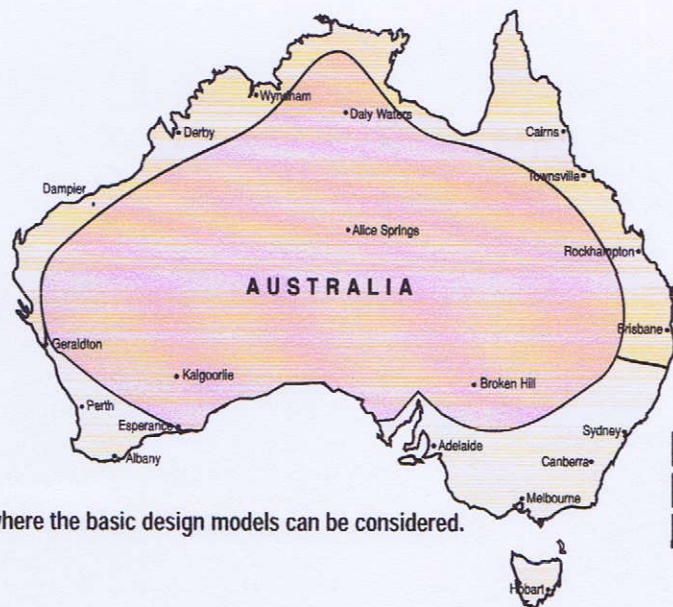 Wyndham
Daly Waters
Derby
Cairns
Townsville
Dampier
Alice Springs
Rockhampton
AUSTRALIA
Brisbane
Geraldton
Kalgoorlie
Broken Hill
Perth
Esperance
Sydney
Adelaide
Albany
Canberra
Melbourne
where the basic design models can be considered.
Hobart